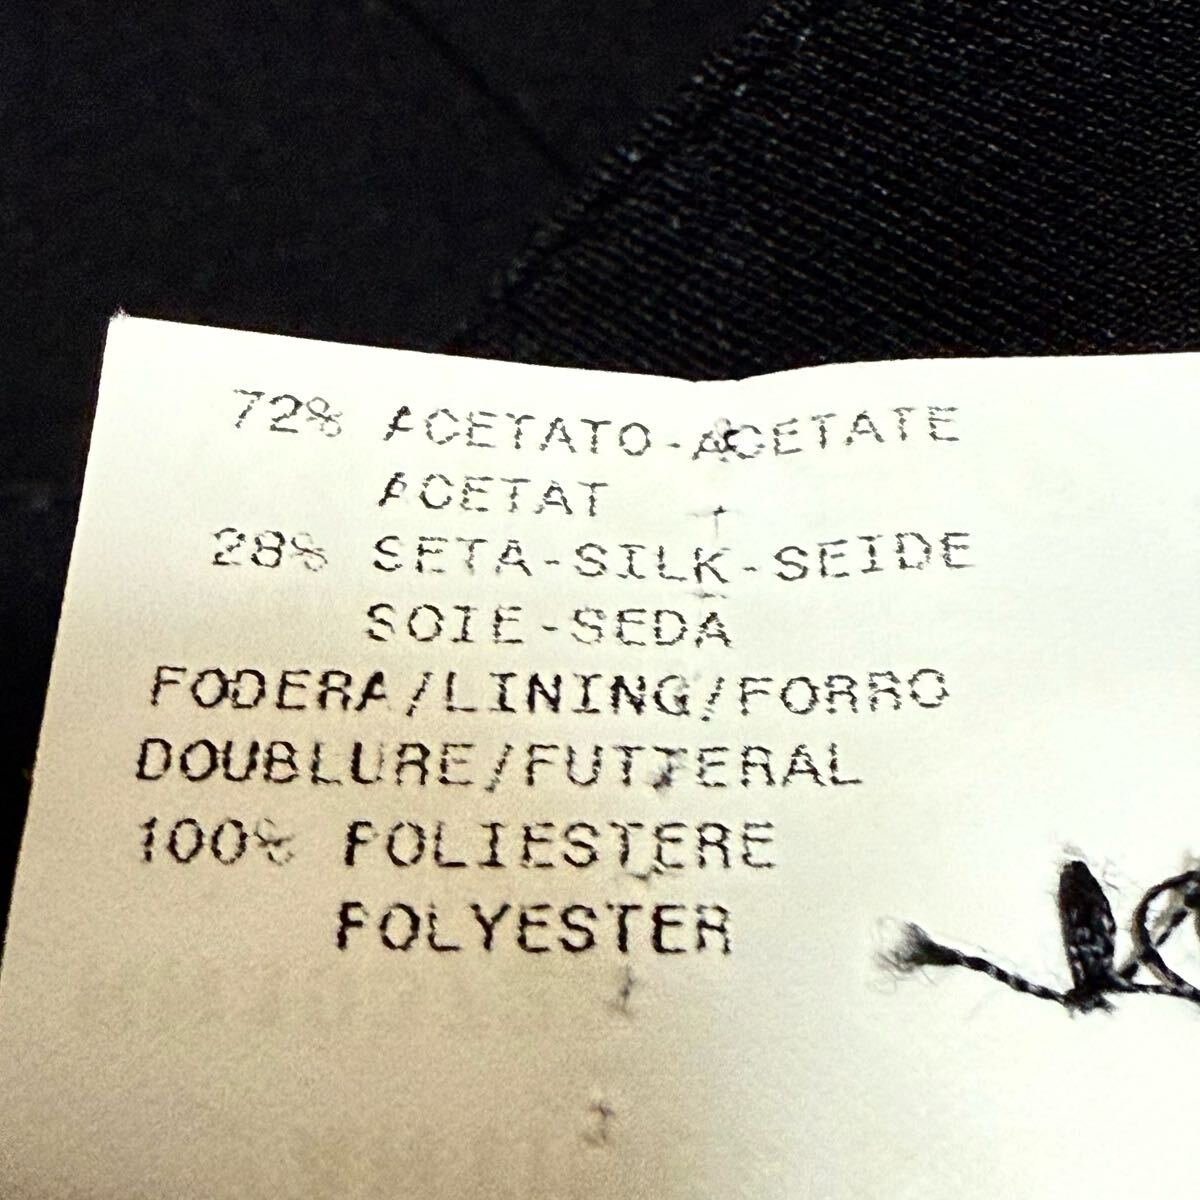 72% ACETATO-ACETATE
ACETAT
28% SETA-SILK-SEIDE
SOIE-SEDA
FODERA/LINING/FORRO
DOUBLURE/FUTTERAL
100% POLIESTERE
POLYESTER